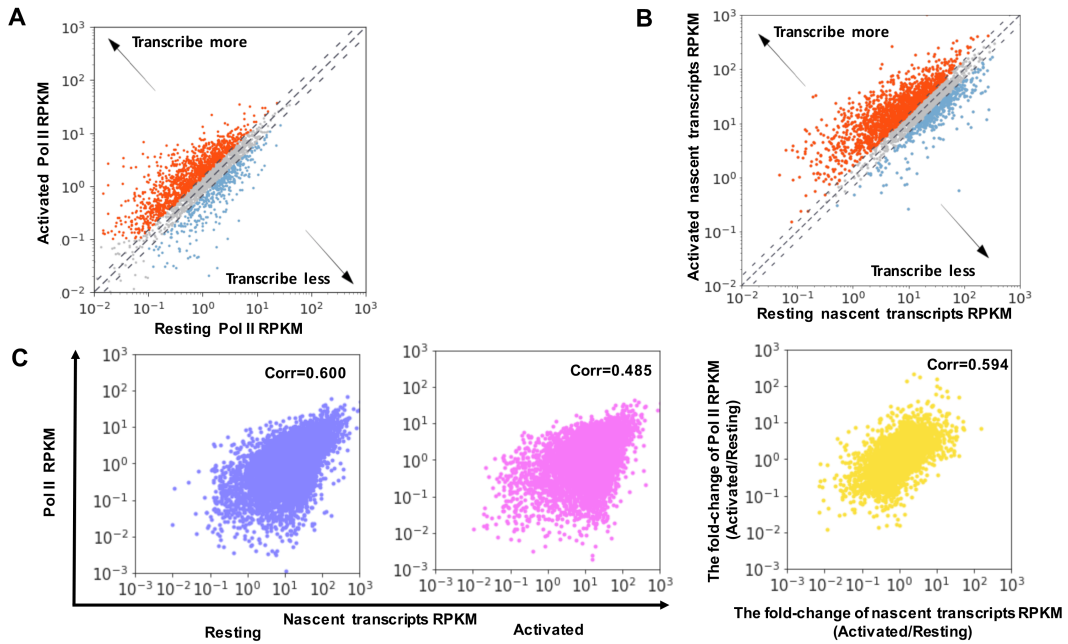 A
Transcribe more
Activated Pol II RPKM
10³
10²
10¹
10⁰
10⁻¹
0⁻²
10⁻² 10⁻¹ 10⁰ 10¹ 10² 10³
Transcribe less
Resting Pol II RPKM
B
Transcribe more
Activated nascent transcripts RPKM
10³
10²
10¹
10⁰
10⁻¹
10⁻²
10⁻² 10⁻¹ 10⁰ 10¹ 10² 10³
Transcribe less
Resting nascent transcripts RPKM
C
Pol II RPKM
Corr=0.600
10³
10²
10¹
10⁰
10⁻¹
10⁻²
10⁻³
10⁻³ 10⁻² 10⁻¹ 10⁰ 10¹ 10² 10³
Corr=0.485
10³
10²
10¹
10⁰
10⁻¹
10⁻²
10⁻³
10⁻³ 10⁻² 10⁻¹ 10⁰ 10¹ 10² 10³
Nascent transcripts RPKM
Resting
Activated
The fold-change of Pol II RPKM
(Activated/Resting)
Corr=0.594
10³
10²
10¹
10⁰
10⁻¹
10⁻²
10⁻³
10⁻³ 10⁻² 10⁻¹ 10⁰ 10¹ 10² 10³
The fold-change of nascent transcripts RPKM
(Activated/Resting)